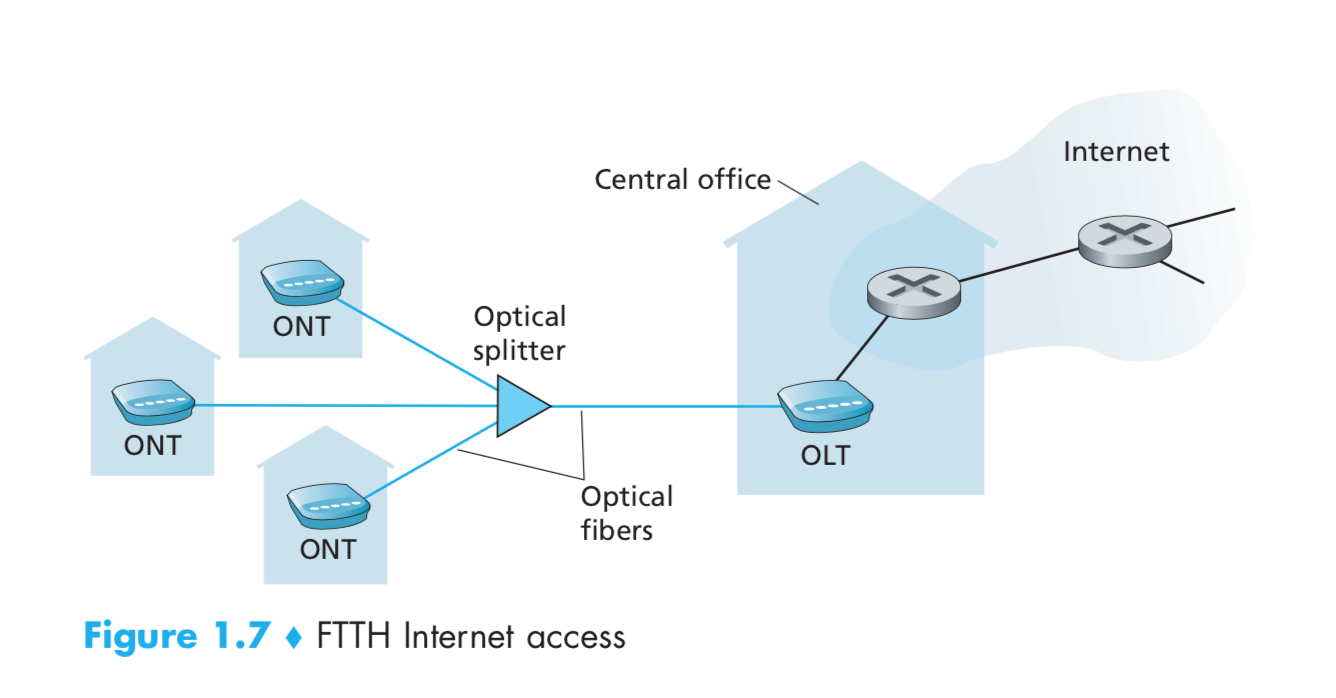 Internet
Central office
ONT
Optical
splitter
ONT
OLT
Optical
fibers
ONT
Figure 1.7 ♦ FTTH Internet access